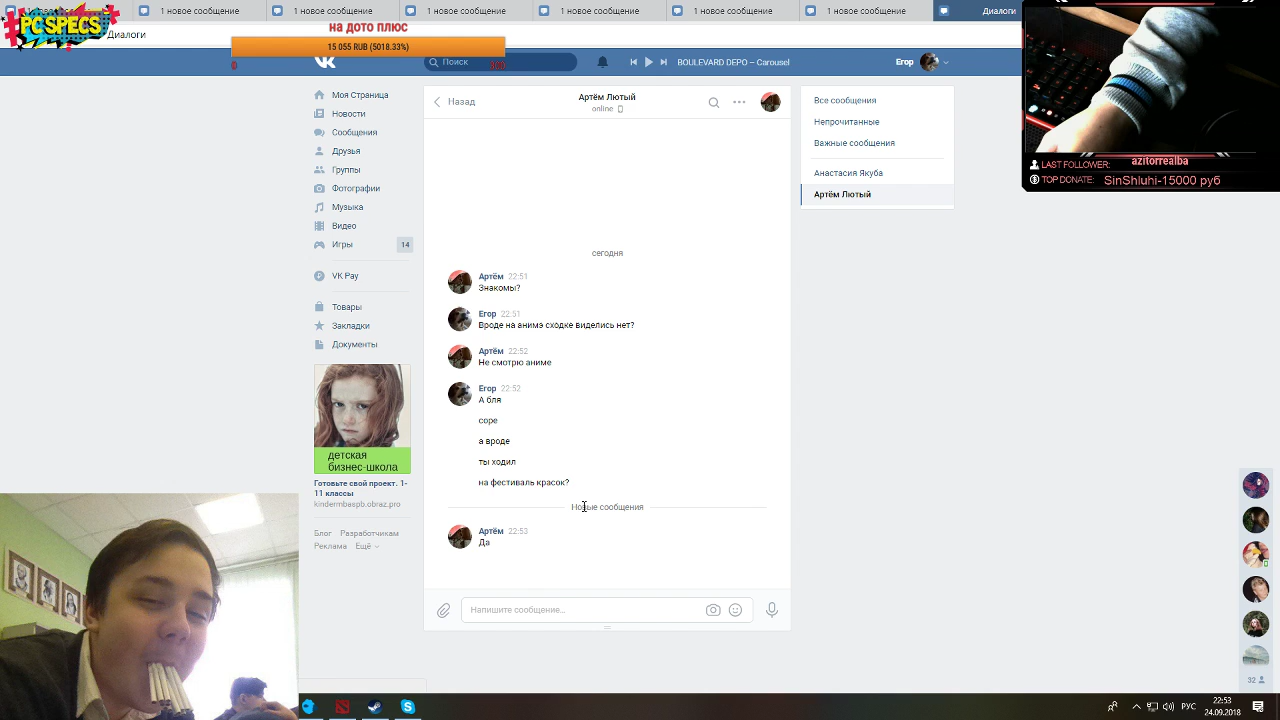 1 новое сообщение
1 новое сообщение
1 новое сообщение
1 новое сообщение
1 новое сообщение
1 новое сообщение
Диалоги
PC SPECS
Диалоги
на дото плюс
15 055 RUB (5018.33%)
0
300
Поиск
BOULEVARD DEPO – Carousel
Егор
LAST FOLLOWER: azitorrealba
TOP DONATE: SinShluhi-15000 руб
Моя Страница
Новости
Сообщения
Друзья
Группы
Фотографии
Музыка
Видео
Игры 14
VK Pay
Товары
Закладки
Документы
детская
бизнес-школа
Готовьте свой проект. 1-
11 классы
kindermbaspb.obraz.pro
Блог Разработчикам
Реклама Ещё
Назад
Артём Лютый
online
сегодня
Артём 22:51
Знакомы?
Егор 22:51
Вроде на анимэ сходке виделись нет?
Артём 22:52
Не смотрю аниме
Егор 22:52
А бля
соре
а вроде
ты ходил
на фестиваль красок?
Новые сообщения
Артём 22:53
Да
Напишите сообщение...
Все сообщения
Непрочитанные
Важные сообщения
Анастасия Якуба
Артём Лютый
32
РУС
22:53
24.09.2018